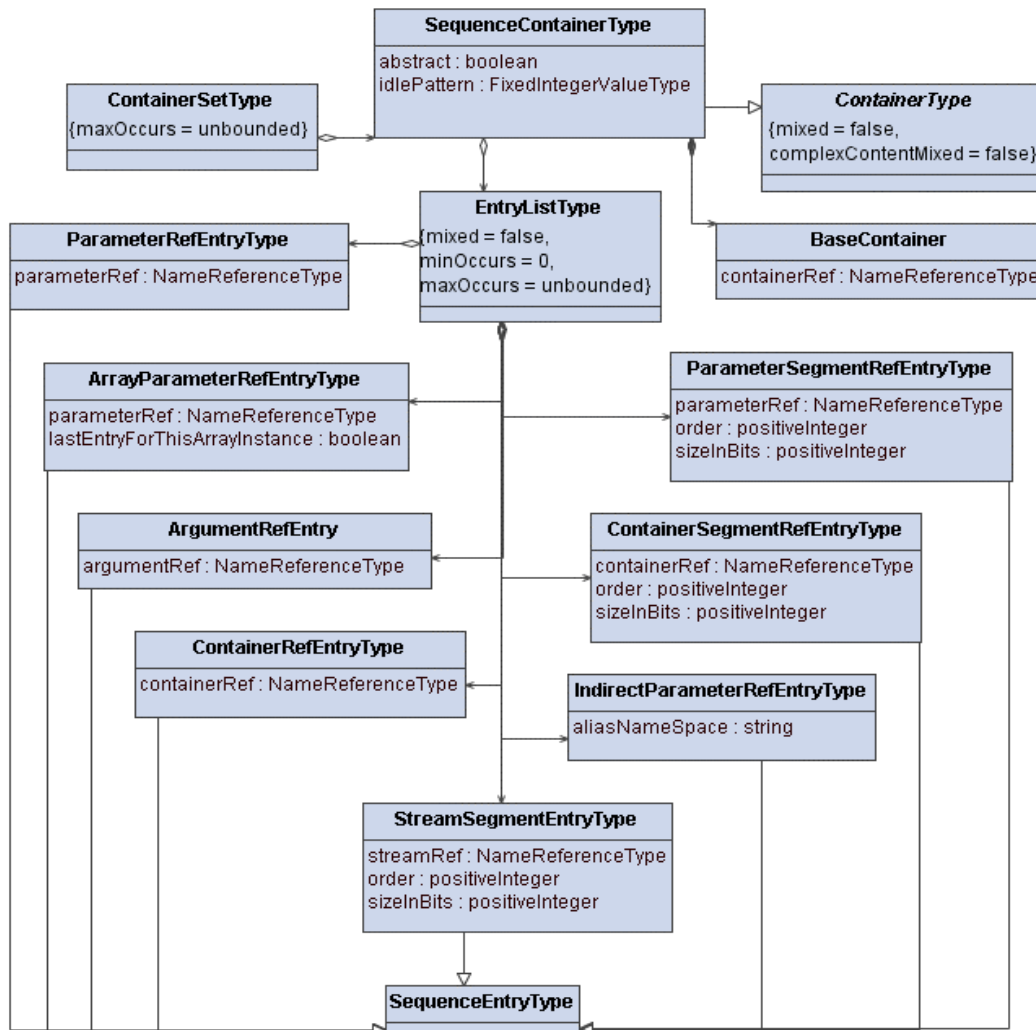 SequenceContainerType
abstract : boolean
idlePattern : FixedIntegerValueType
ContainerSetType
{maxOccurs = unbounded}
ContainerType
{mixed = false,
complexContentMixed = false}
EntryListType
{mixed = false,
minOccurs = 0,
maxOccurs = unbounded}
ParameterRefEntryType
parameterRef : NameReferenceType
BaseContainer
containerRef : NameReferenceType
ArrayParameterRefEntryType
parameterRef : NameReferenceType
lastEntryForThisArrayInstance : boolean
ParameterSegmentRefEntryType
parameterRef : NameReferenceType
order : positiveInteger
sizeInBits : positiveInteger
ArgumentRefEntry
argumentRef : NameReferenceType
ContainerSegmentRefEntryType
containerRef : NameReferenceType
order : positiveInteger
sizeInBits : positiveInteger
ContainerRefEntryType
containerRef : NameReferenceType
IndirectParameterRefEntryType
aliasNameSpace : string
StreamSegmentEntryType
streamRef : NameReferenceType
order : positiveInteger
sizeInBits : positiveInteger
SequenceEntryType